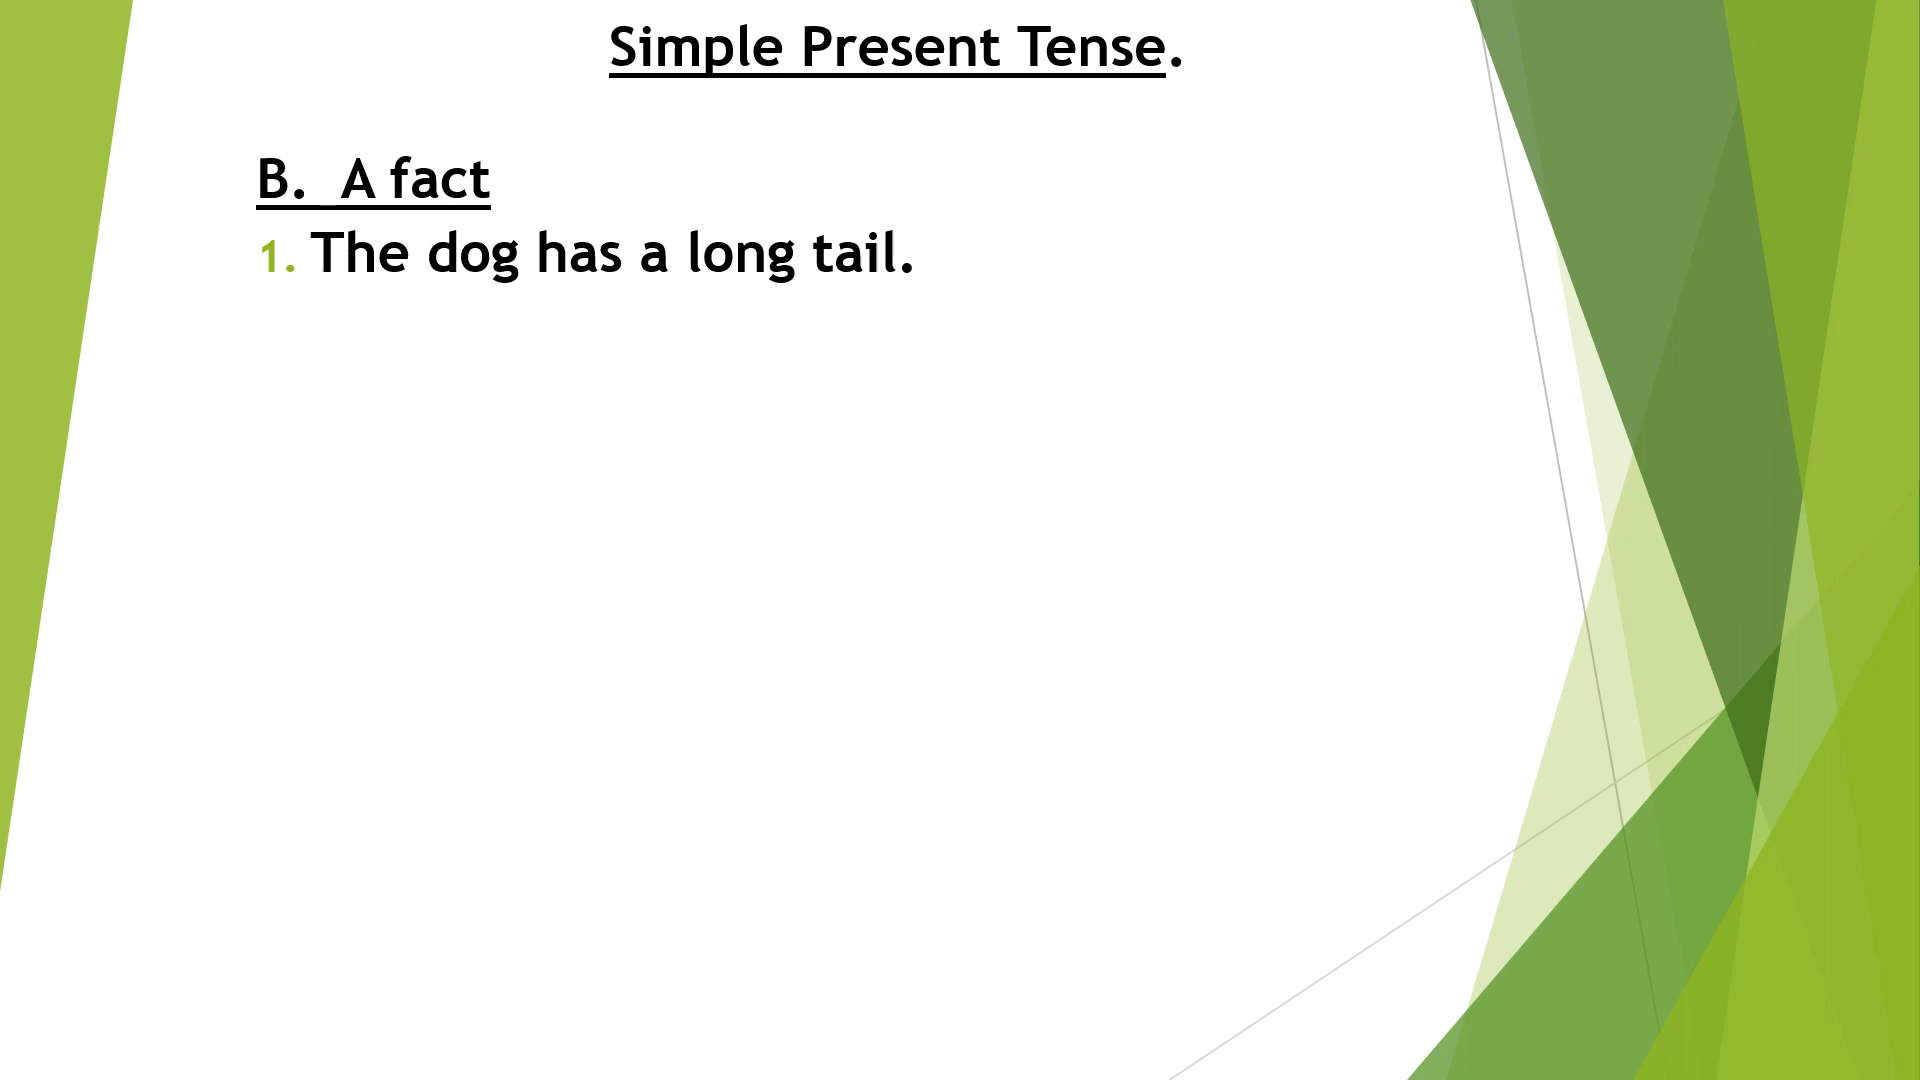 Simple Present Tense.
B. A fact
1. The dog has a long tail.